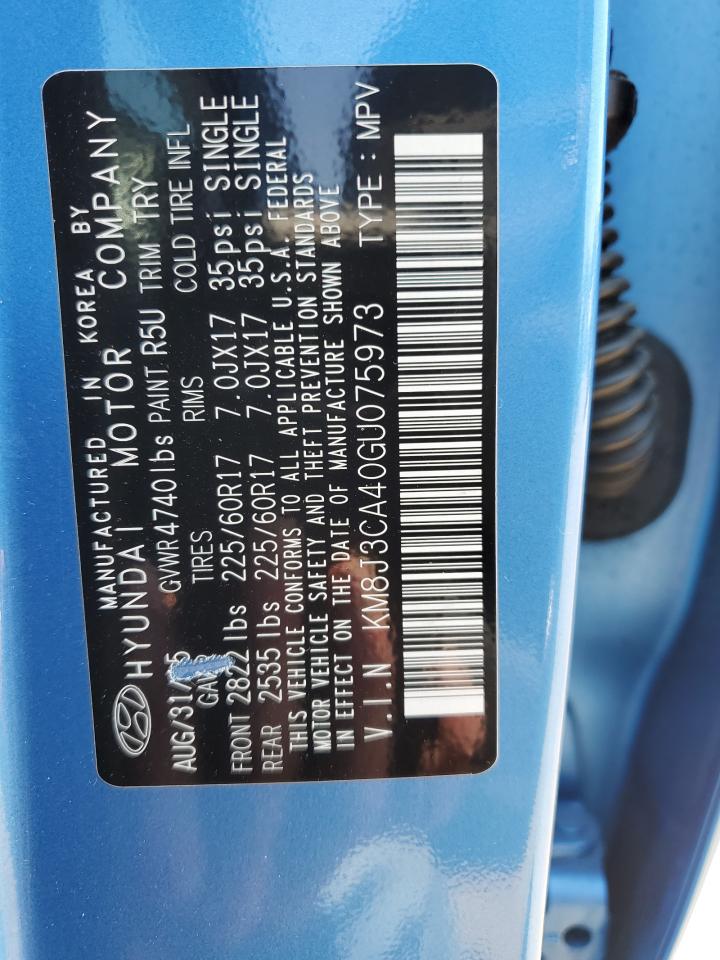 MANUFACTURED IN KOREA BY
HYUNDAI MOTOR COMPANY
GVWR 4740lbs PAINT R5U TRIM TRY
AUG/31/ 5 TIRES RIMS COLD TIRE INFL
FRONT 2822 lbs 225/60R17 7.0JX17 35psi SINGLE
REAR 2535 lbs 225/60R17 7.0JX17 35psi SINGLE
THIS VEHICLE CONFORMS TO ALL APPLICABLE U.S.A. FEDERAL
MOTOR VEHICLE SAFETY AND THEFT PREVENTION STANDARDS
IN EFFECT ON THE DATE OF MANUFACTURE SHOWN ABOVE
V.I.N KM8J3CA40GU075973 TYPE : MPV